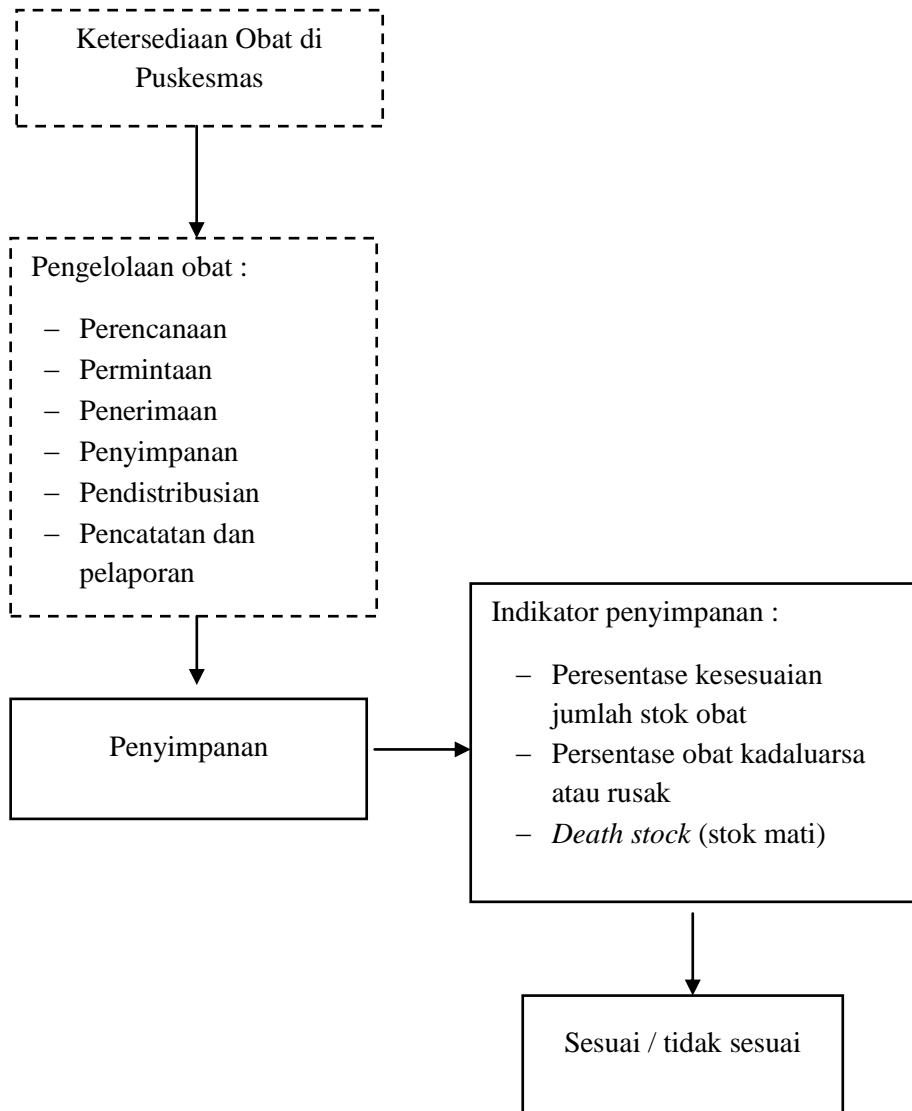 Ketersediaan Obat di
Puskesmas
Pengelolaan obat :
– Perencanaan
– Permintaan
– Penerimaan
– Penyimpanan
– Pendistribusian
– Pencatatan dan
pelaporan
Penyimpanan
Indikator penyimpanan :
– Peresentase kesesuaian
jumlah stok obat
– Persentase obat kadaluarsa
atau rusak
– Death stock (stok mati)
Sesuai / tidak sesuai